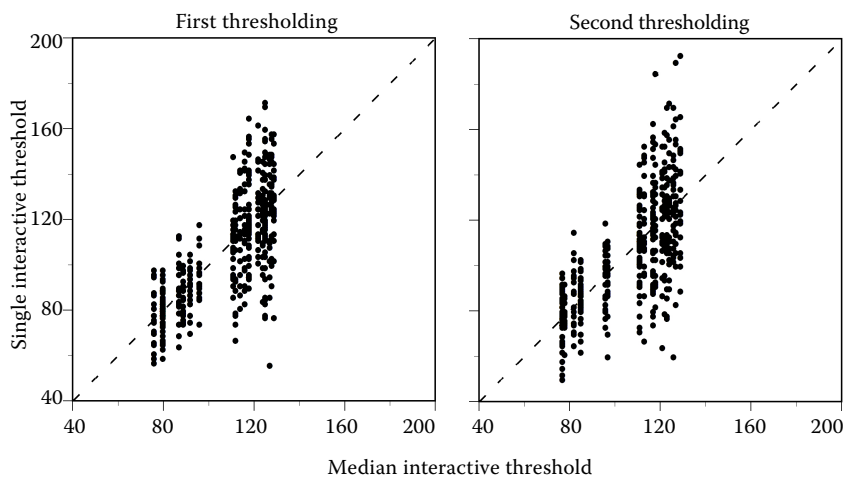 First thresholding
Second thresholding
Single interactive threshold
200
160
120
80
40
40 80 120 160 200
40 80 120 160 200
Median interactive threshold